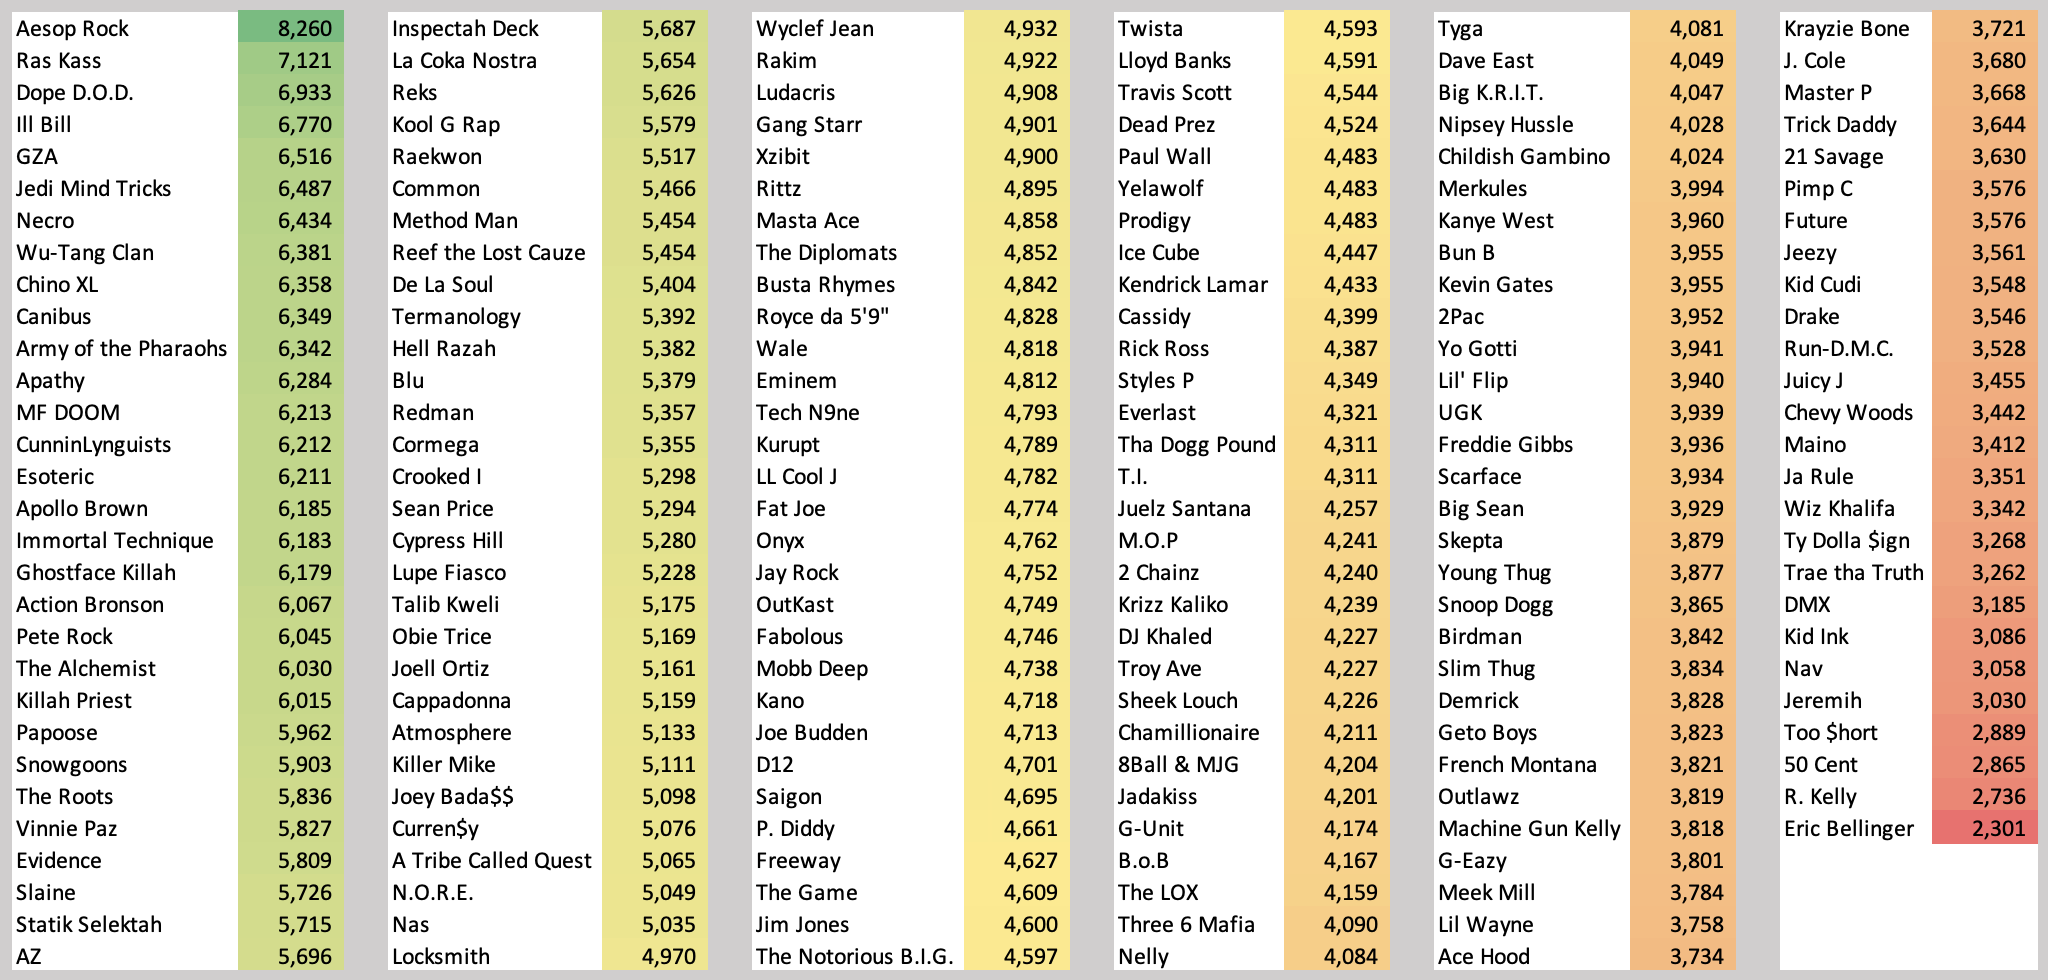 Aesop Rock 8,260
Ras Kass 7,121
Dope D.O.D. 6,933
Ill Bill 6,770
GZA 6,516
Jedi Mind Tricks 6,487
Necro 6,434
Wu-Tang Clan 6,381
Chino XL 6,358
Canibus 6,349
Army of the Pharaohs 6,342
Apathy 6,284
MF DOOM 6,213
CunninLynguists 6,212
Esoteric 6,211
Apollo Brown 6,185
Immortal Technique 6,183
Ghostface Killah 6,179
Action Bronson 6,067
Pete Rock 6,045
The Alchemist 6,030
Killah Priest 6,015
Papoose 5,962
Snowgoons 5,903
The Roots 5,836
Vinnie Paz 5,827
Evidence 5,809
Slaine 5,726
Statik Selektah 5,715
AZ 5,696
Inspectah Deck 5,687
La Coka Nostra 5,654
Reks 5,626
Kool G Rap 5,579
Raekwon 5,517
Common 5,466
Method Man 5,454
Reef the Lost Cauze 5,454
De La Soul 5,404
Termanology 5,392
Hell Razah 5,382
Blu 5,379
Redman 5,357
Cormega 5,355
Crooked I 5,298
Sean Price 5,294
Cypress Hill 5,280
Lupe Fiasco 5,228
Talib Kweli 5,175
Obie Trice 5,169
Joell Ortiz 5,161
Cappadonna 5,159
Atmosphere 5,133
Killer Mike 5,111
Joey Bada$$ 5,098
Curren$y 5,076
A Tribe Called Quest 5,065
N.O.R.E. 5,049
Nas 5,035
Locksmith 4,970
Wyclef Jean 4,932
Rakim 4,922
Ludacris 4,908
Gang Starr 4,901
Xzibit 4,900
Rittz 4,895
Masta Ace 4,858
The Diplomats 4,852
Busta Rhymes 4,842
Royce da 5'9" 4,828
Wale 4,818
Eminem 4,812
Tech N9ne 4,793
Kurupt 4,789
LL Cool J 4,782
Fat Joe 4,774
Onyx 4,762
Jay Rock 4,752
OutKast 4,749
Fabolous 4,746
Mobb Deep 4,738
Kano 4,718
Joe Budden 4,713
D12 4,701
Saigon 4,695
P. Diddy 4,661
Freeway 4,627
The Game 4,609
Jim Jones 4,600
The Notorious B.I.G. 4,597
Twista 4,593
Lloyd Banks 4,591
Travis Scott 4,544
Dead Prez 4,524
Paul Wall 4,483
Yelawolf 4,483
Prodigy 4,483
Ice Cube 4,447
Kendrick Lamar 4,433
Cassidy 4,399
Rick Ross 4,387
Styles P 4,349
Everlast 4,321
Tha Dogg Pound 4,311
T.I. 4,311
Juelz Santana 4,257
M.O.P 4,241
2 Chainz 4,240
Krizz Kaliko 4,239
DJ Khaled 4,227
Troy Ave 4,227
Sheek Louch 4,226
Chamillionaire 4,211
8Ball & MJG 4,204
Jadakiss 4,201
G-Unit 4,174
B.o.B 4,167
The LOX 4,159
Three 6 Mafia 4,090
Nelly 4,084
Tyga 4,081
Dave East 4,049
Big K.R.I.T. 4,047
Nipsey Hussle 4,028
Childish Gambino 4,024
Merkules 3,994
Kanye West 3,960
Bun B 3,955
Kevin Gates 3,955
2Pac 3,952
Yo Gotti 3,941
Lil' Flip 3,940
UGK 3,939
Freddie Gibbs 3,936
Scarface 3,934
Big Sean 3,929
Skepta 3,879
Young Thug 3,877
Snoop Dogg 3,865
Birdman 3,842
Slim Thug 3,834
Demrick 3,828
Geto Boys 3,823
French Montana 3,821
Outlawz 3,819
Machine Gun Kelly 3,818
G-Eazy 3,801
Meek Mill 3,784
Lil Wayne 3,758
Ace Hood 3,734
Krayzie Bone 3,721
J. Cole 3,680
Master P 3,668
Trick Daddy 3,644
21 Savage 3,630
Pimp C 3,576
Future 3,576
Jeezy 3,561
Kid Cudi 3,548
Drake 3,546
Run-D.M.C. 3,528
Juicy J 3,455
Chevy Woods 3,442
Maino 3,412
Ja Rule 3,351
Wiz Khalifa 3,342
Ty Dolla $ign 3,268
Trae tha Truth 3,262
DMX 3,185
Kid Ink 3,086
Nav 3,058
Jeremih 3,030
Too $hort 2,889
50 Cent 2,865
R. Kelly 2,736
Eric Bellinger 2,301